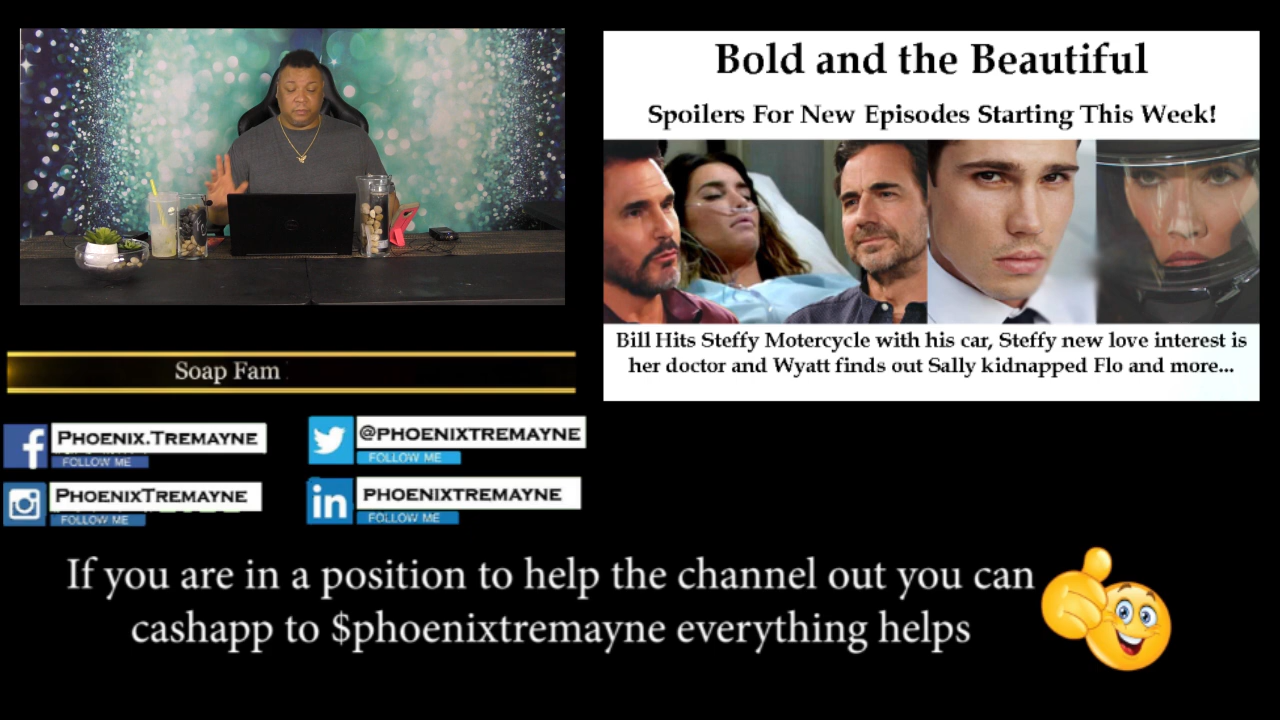 Bold and the Beautiful
Spoilers For New Episodes Starting This Week!
Bill Hits Steffy Motercycle with his car, Steffy new love interest is
her doctor and Wyatt finds out Sally kidnapped Flo and more...
Soap Fam
PHOENIX.TREMAYNE
FOLLOW ME
@PHOENIXTREMAYNE
FOLLOW ME
PHOENIXTREMAYNE
FOLLOW ME
in
PHOENIXTREMAYNE
FOLLOW ME
If you are in a position to help the channel out you can
cashapp to $phoenixtremayne everything helps